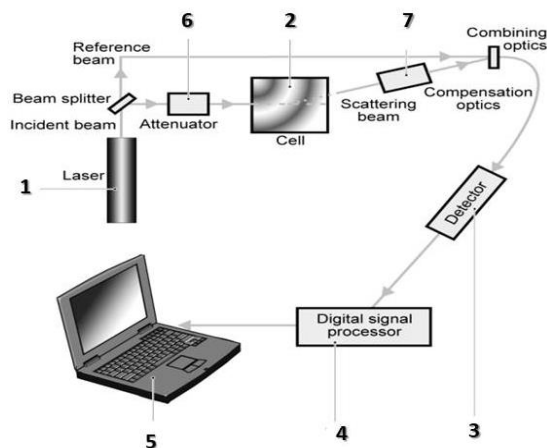 6
2
7
Combining
optics
Reference
beam
Beam splitter
Incident beam
Attenuator
Cell
Scattering
beam
Compensation
optics
1
Laser
Detector
Digital signal
processor
5
4
3